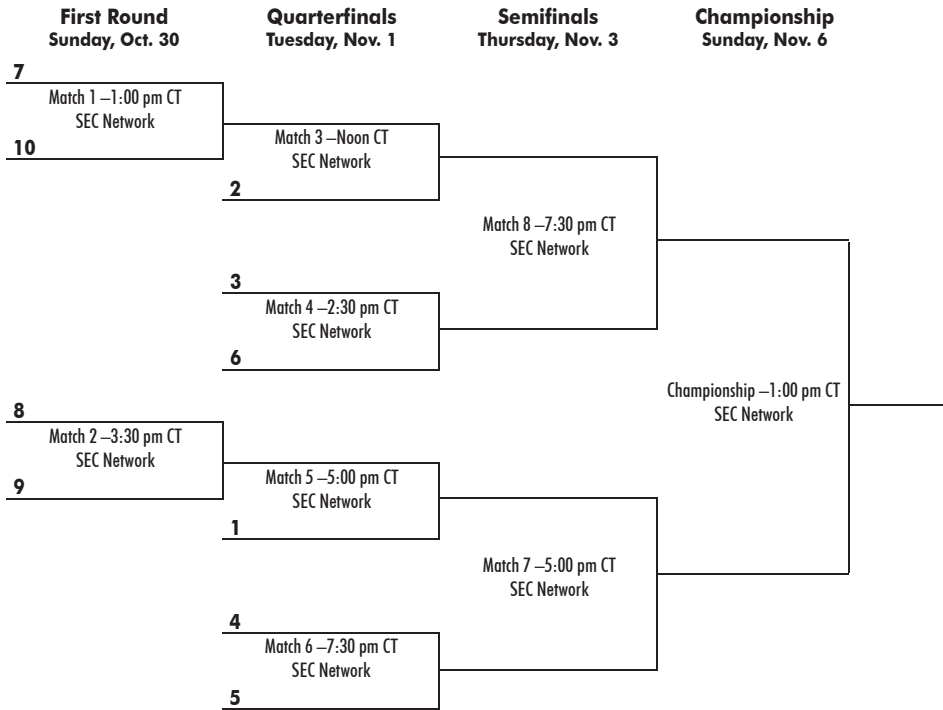 First Round
Sunday, Oct. 30
Quarterfinals
Tuesday, Nov. 1
Semifinals
Thursday, Nov. 3
Championship
Sunday, Nov. 6
7
Match 1 –1:00 pm CT
SEC Network
10
Match 3 –Noon CT
SEC Network
2
Match 8 –7:30 pm CT
SEC Network
3
Match 4 –2:30 pm CT
SEC Network
6
Championship –1:00 pm CT
SEC Network
8
Match 2 –3:30 pm CT
SEC Network
9
Match 5 –5:00 pm CT
SEC Network
1
Match 7 –5:00 pm CT
SEC Network
4
Match 6 –7:30 pm CT
SEC Network
5